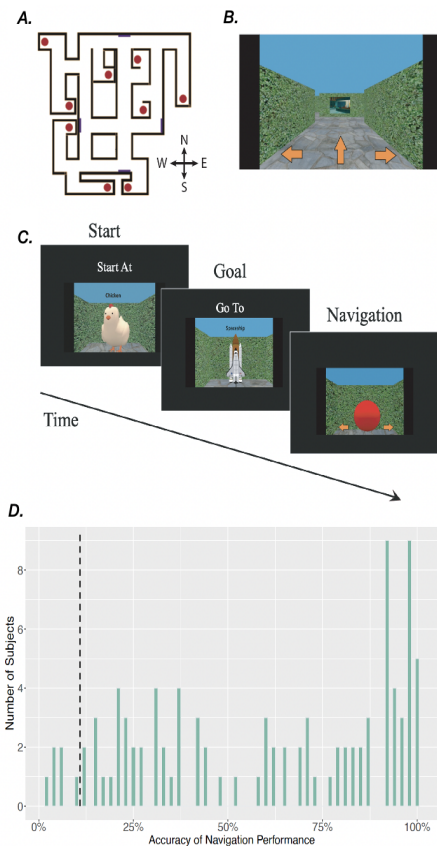 A.
B.
N
W E
S
C.
Start
Start At
Chicken
Goal
Go To
Spaceship
Navigation
Time
D.
Number of Subjects
8
6
4
2
0
0% 25% 50% 75% 100%
Accuracy of Navigation Performance